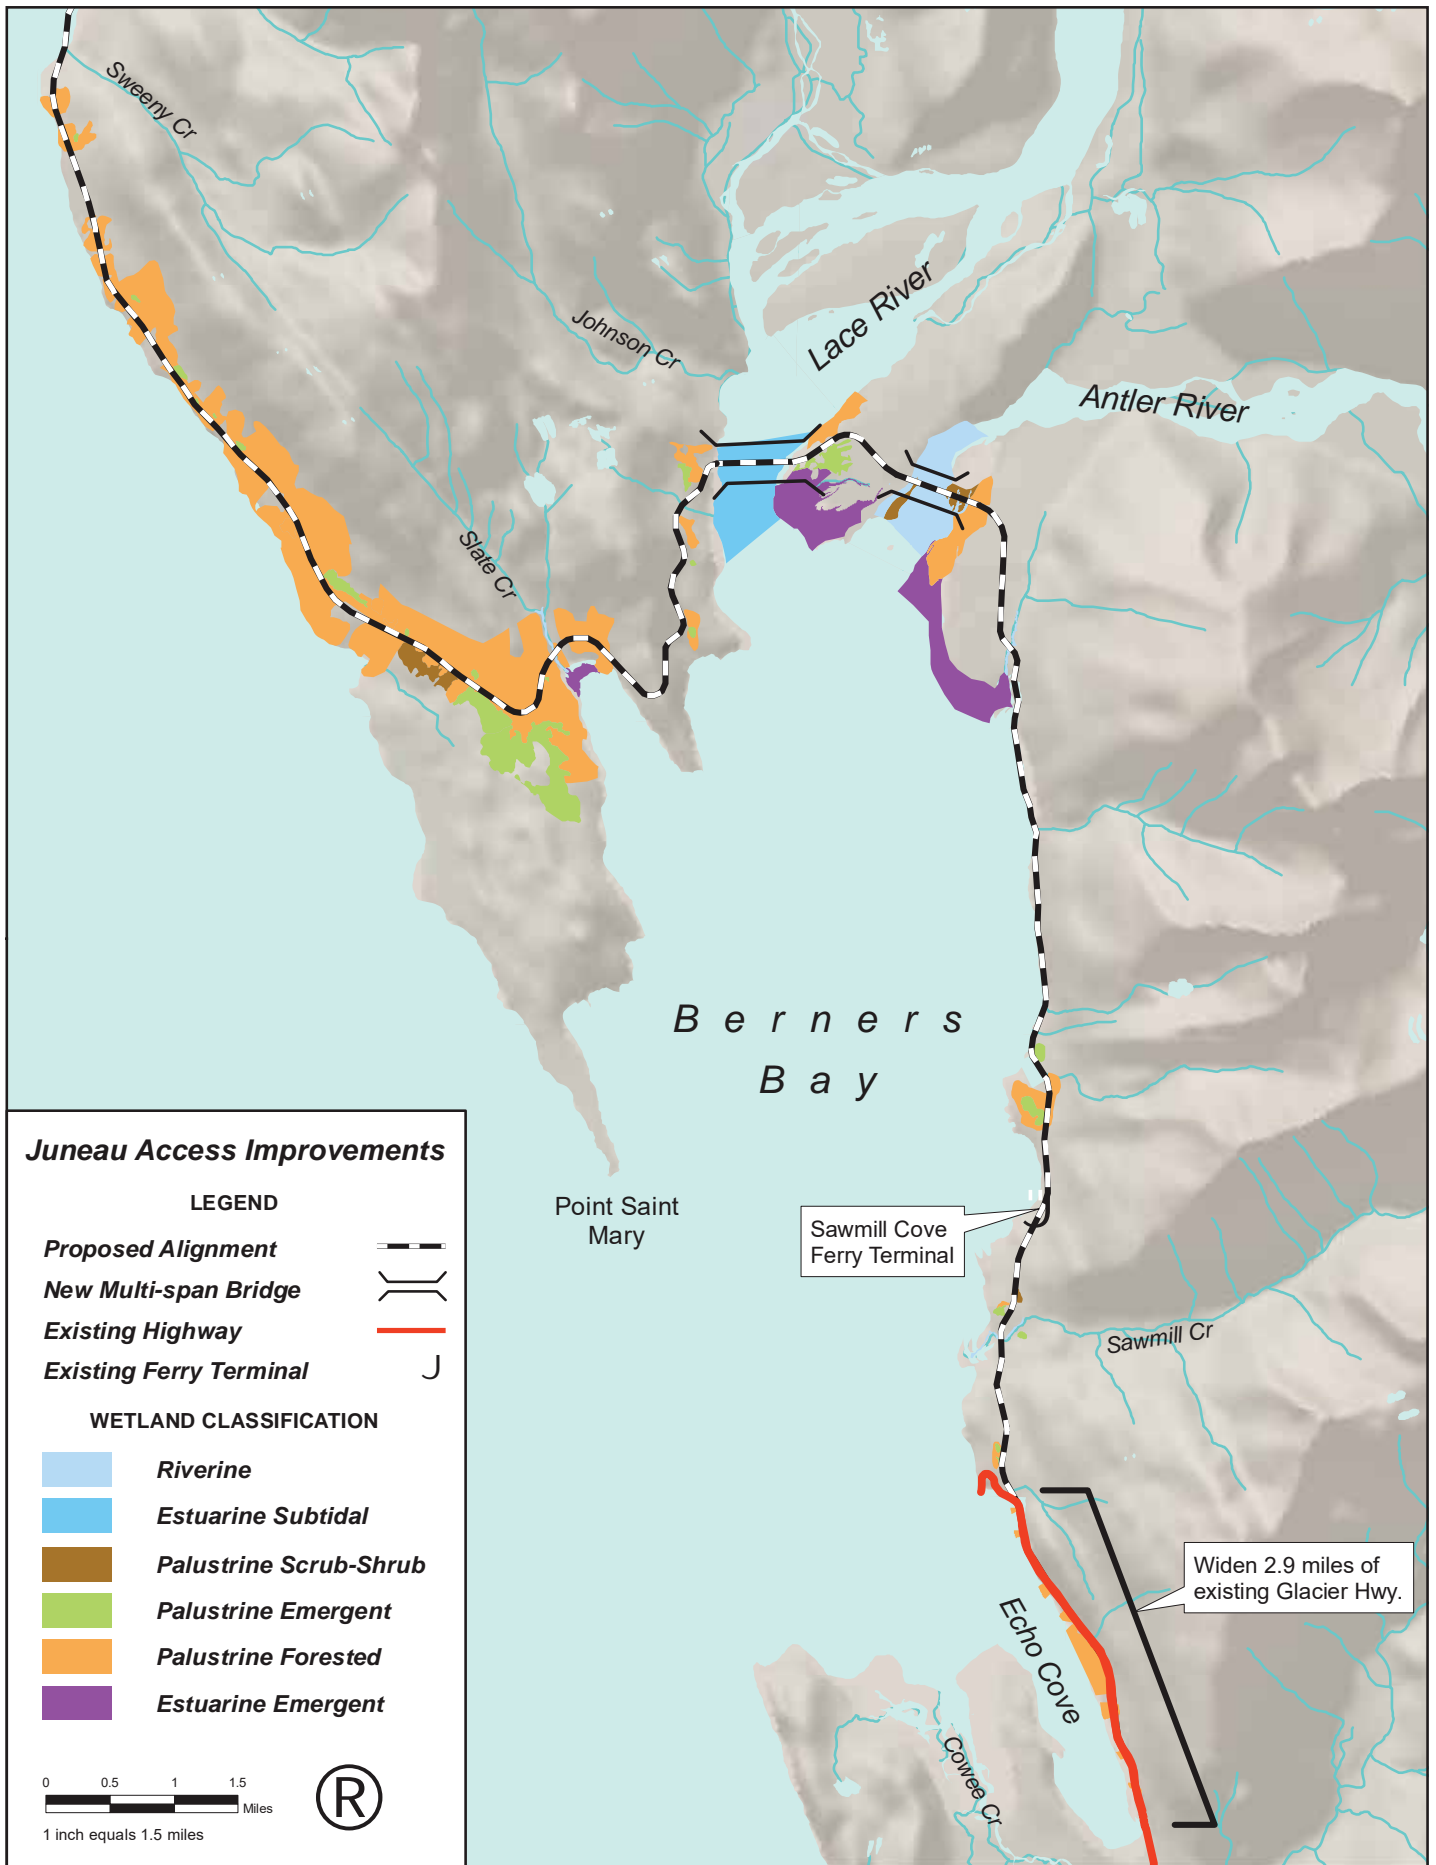 Sweeny Cr
Johnson Cr
Lace River
Antler River
Slate Cr
Berners
Bay
Point Saint
Mary
Sawmill Cove
Ferry Terminal
Sawmill Cr
Widen 2.9 miles of
existing Glacier Hwy.
Echo Cove
Cowee Cr
Juneau Access Improvements
LEGEND
Proposed Alignment
New Multi-span Bridge
Existing Highway
Existing Ferry Terminal
J
WETLAND CLASSIFICATION
Riverine
Estuarine Subtidal
Palustrine Scrub-Shrub
Palustrine Emergent
Palustrine Forested
Estuarine Emergent
0 0.5 1 1.5
Miles
1 inch equals 1.5 miles
®